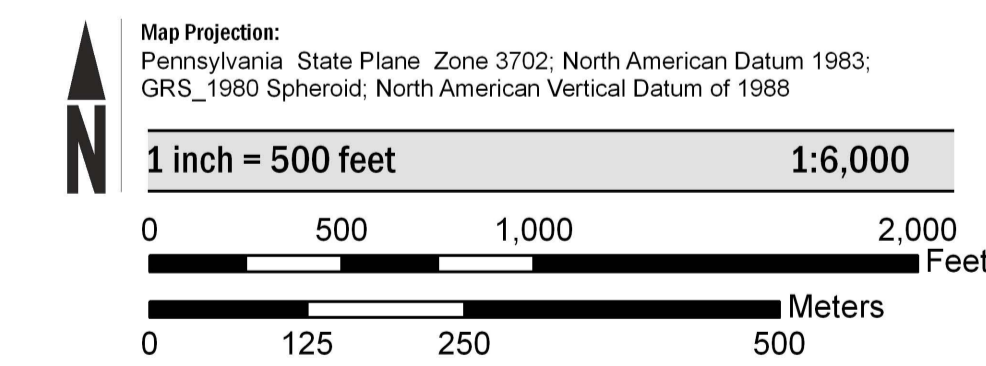 N
Map Projection:
Pennsylvania State Plane Zone 3702; North American Datum 1983;
GRS_1980 Spheroid; North American Vertical Datum of 1988
1 inch = 500 feet 1:6,000
0 500 1,000 2,000
Feet
Meters
0 125 250 500